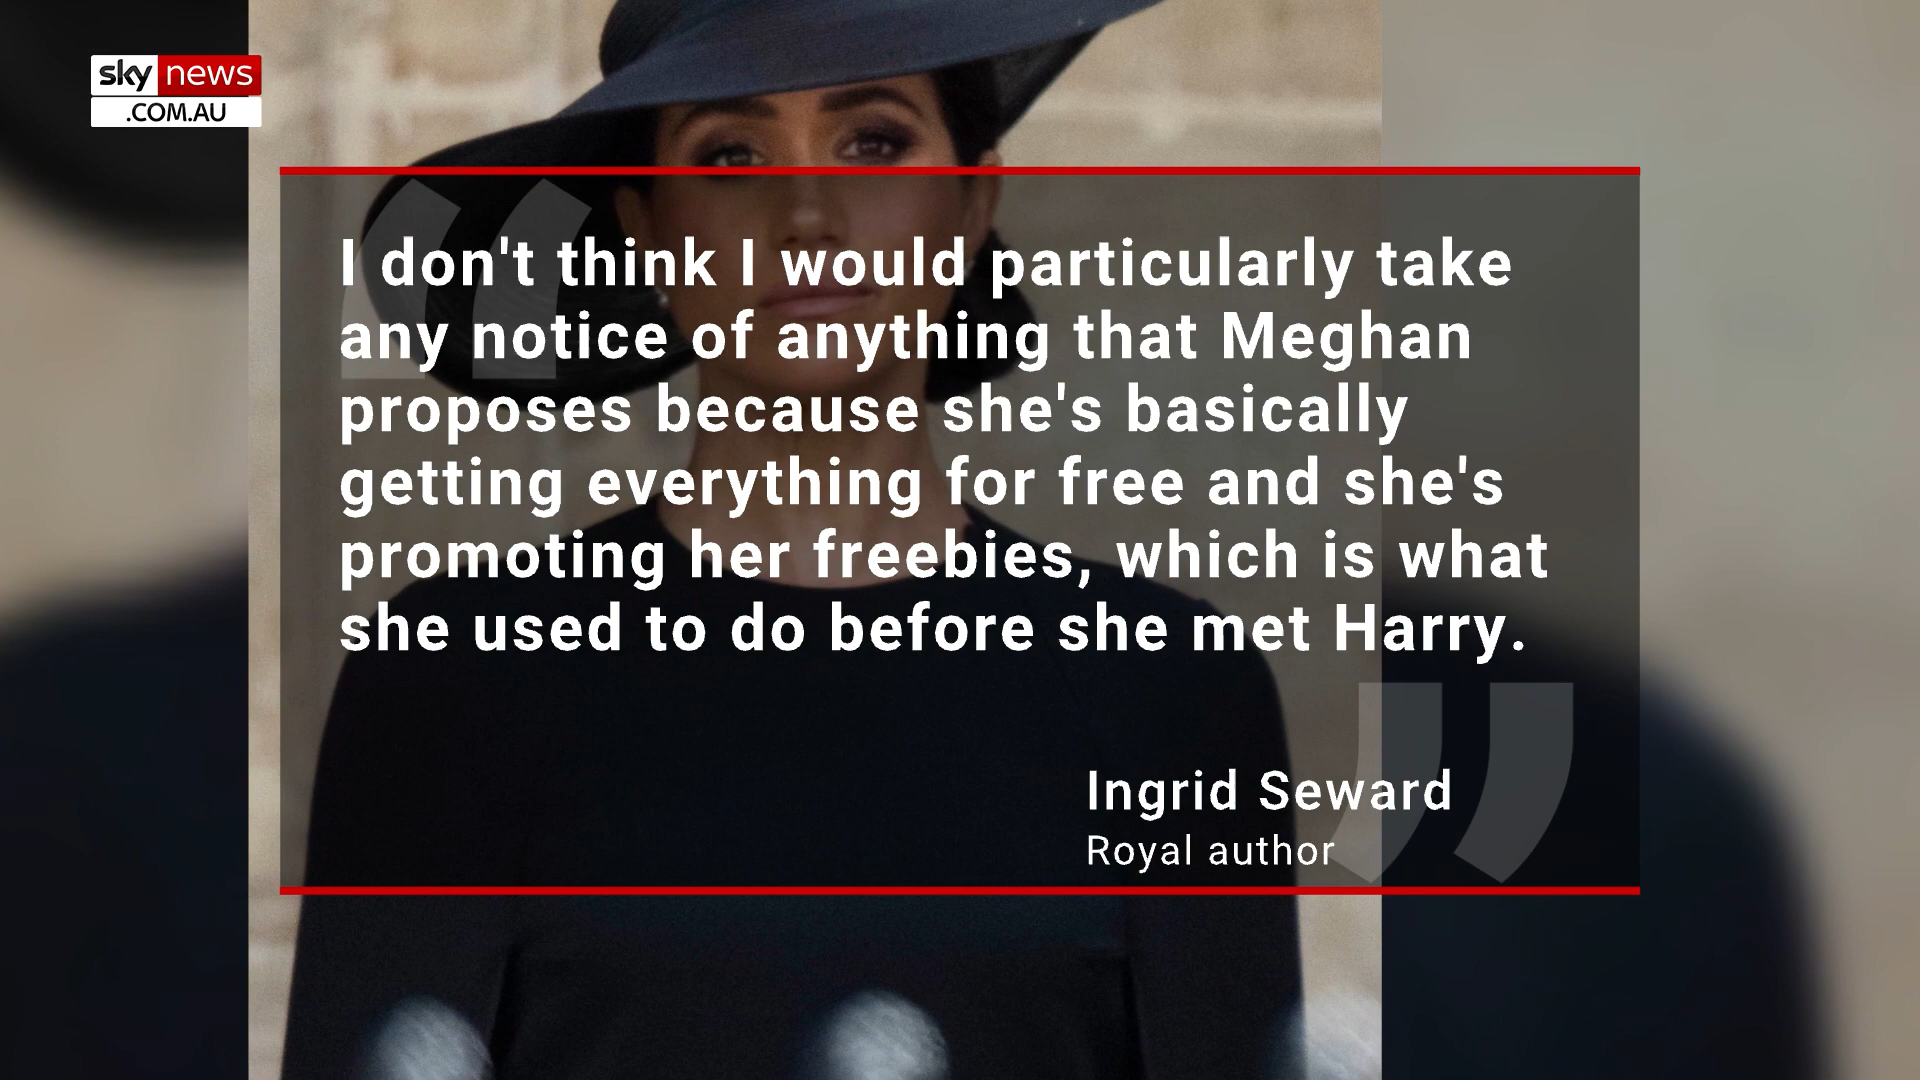 sky news
.COM.AU
I don't think I would particularly take
any notice of anything that Meghan
proposes because she's basically
getting everything for free and she's
promoting her freebies, which is what
she used to do before she met Harry.
Ingrid Seward
Royal author